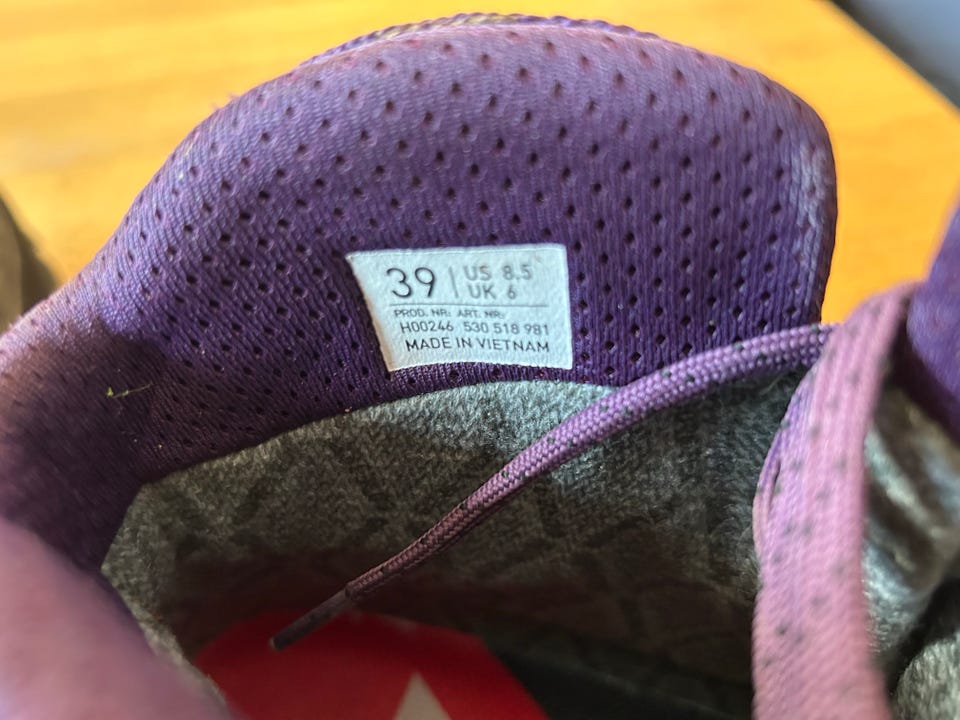 39 | US 8,5
UK 6
PROD. NR: ART. NR:
H00246 530 518 981
MADE IN VIETNAM